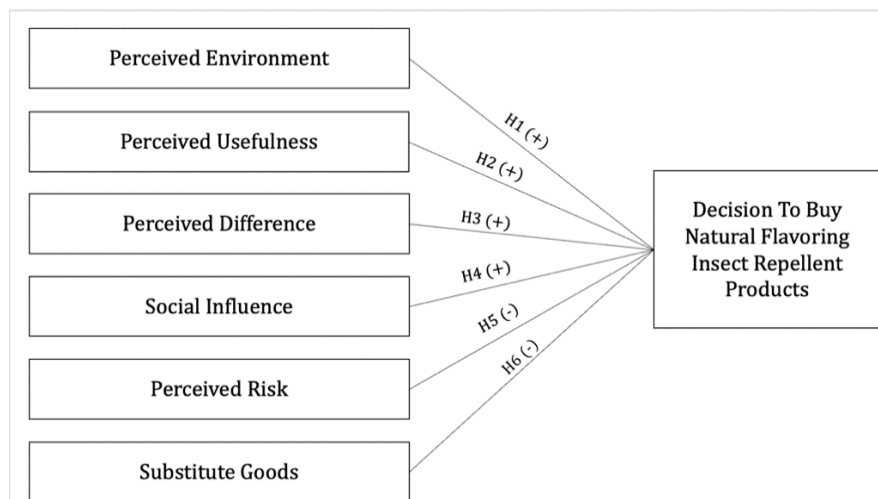 Perceived Environment
Perceived Usefulness
Perceived Difference
Social Influence
Perceived Risk
Substitute Goods
H1 (+)
H2 (+)
H3 (+)
H4 (+)
H5 (-)
H6 (-)
Decision To Buy
Natural Flavoring
Insect Repellent
Products